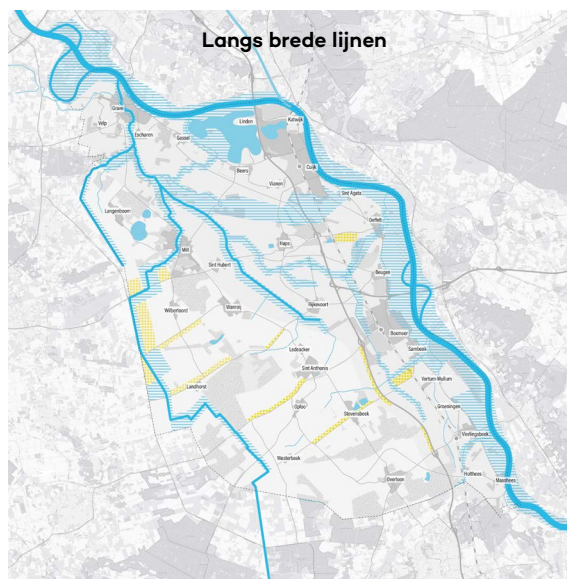 Langs brede lijnen
Katwijk
Grave
Linden
Velp
Escharen
Gassel
Cuijk
Beers
Vianen
Sint Agata
Langenboom
Oeffelt
Haps
Mill
Beugen
Sint Hubert
Wilbertoord
Wanroij
Rijkevoort
Boxmeer
Ledeacker
Sambeek
Sint Anthonis
Vortum-Mullum
Landhorst
Oploo
Groeningen
Stevensbeek
Vierlingsbeek
Westerbeek
Holthees
Overloon
Maashees